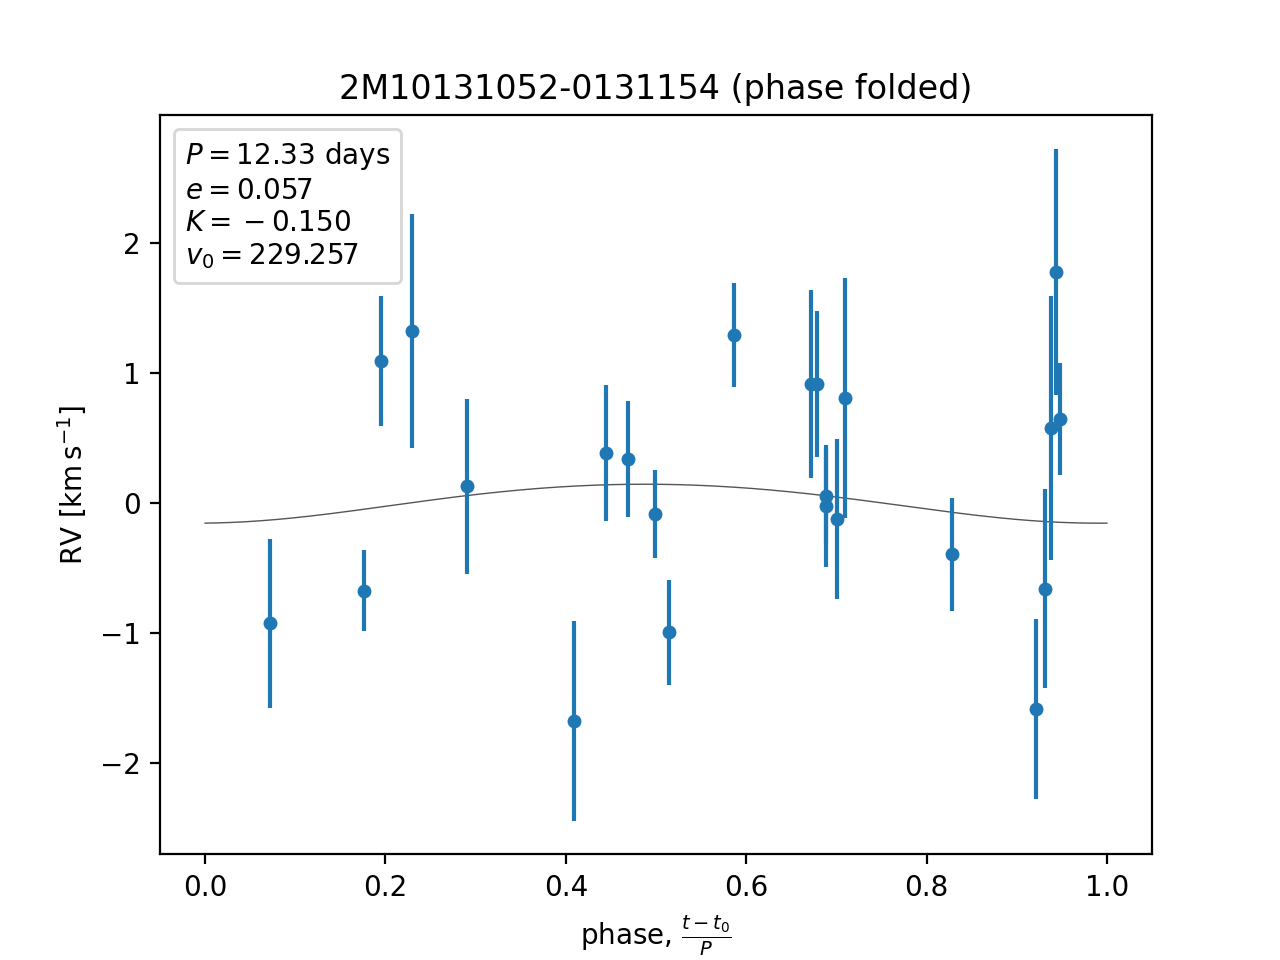 2M10131052-0131154 (phase folded)
P = 12.33 days
e = 0.057
K = −0.150
v₀ = 229.257
RV [km s⁻¹]
2
1
0
−1
−2
0.0 0.2 0.4 0.6 0.8 1.0
phase, (t − t₀)/P